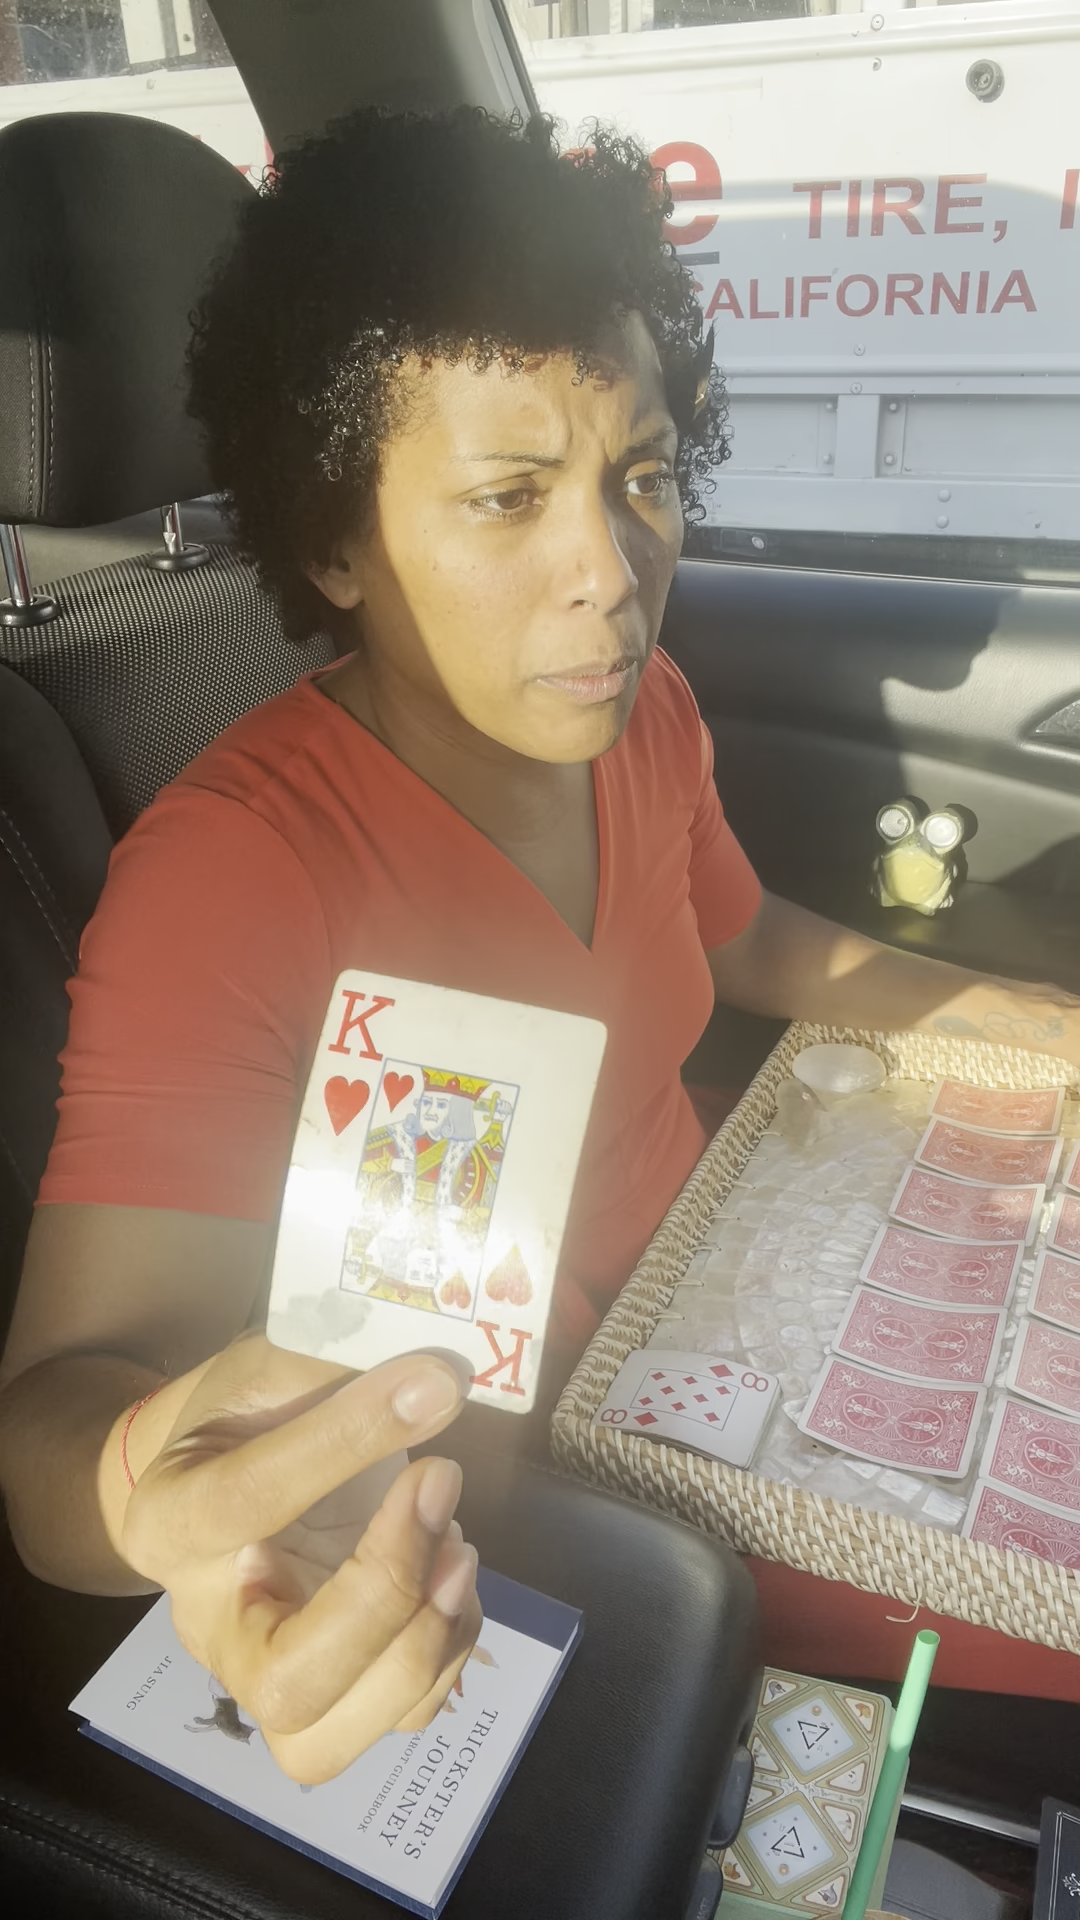 e TIRE,
CALIFORNIA
K
K
8
8
JIA SUNG
TRICKSTER'S
JOURNEY
TAROT GUIDEBOOK